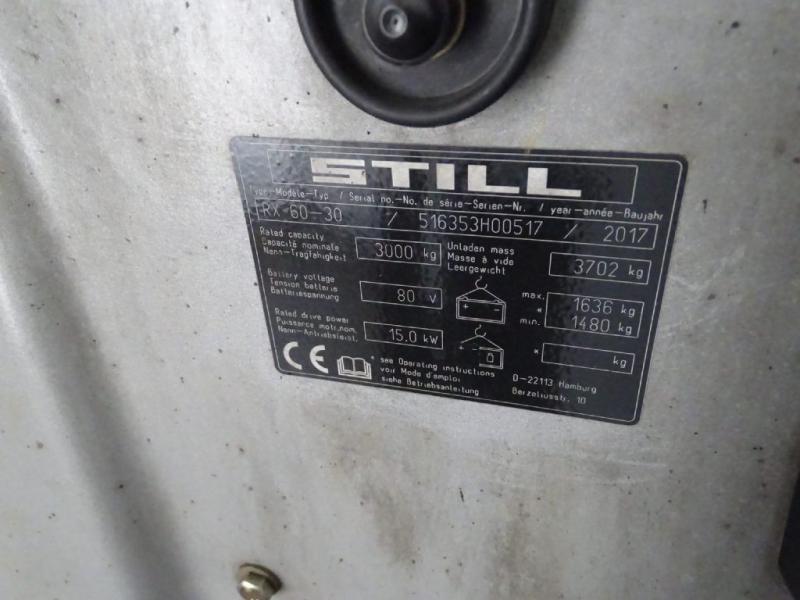 STILL
Type-Modèle-Typ / Serial no.-No. de série-Serien-Nr. / year-année-Baujahr
RX 60-30 / 516353H00517 / 2017
Rated capacity
Capacité nominale
Nenn-Tragfähigkeit
3000 kg
Unladen mass
Masse à vide
Leergewicht
3702 kg
Battery voltage
Tension batterie
Batteriespannung
80 V
max. 1636 kg
*
min. 1480 kg
Rated drive power
Puissance motr.nom.
Nenn-Antriebsleist.
15.0 kW
* kg
CE
* see Operating instructions
voir Mode d'emploi
siehe Betriebsanleitung
D-22113 Hamburg
Berzeliusstr. 10